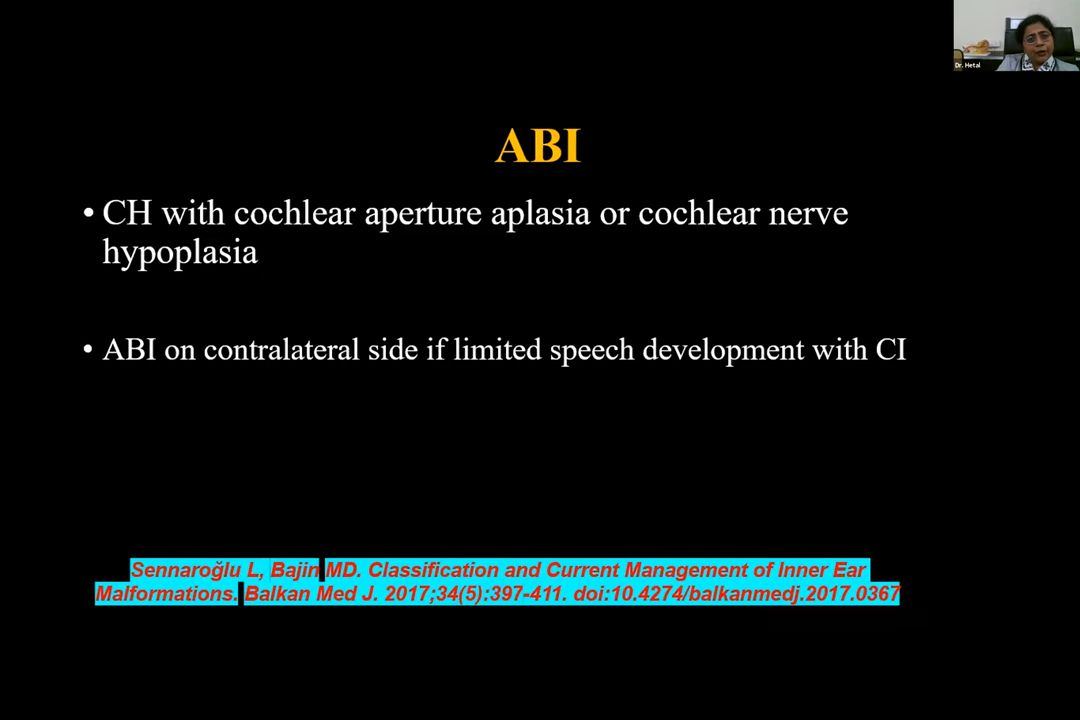 Dr. Hetal
ABI
• CH with cochlear aperture aplasia or cochlear nerve
hypoplasia
• ABI on contralateral side if limited speech development with CI
Sennaroğlu L, Bajin MD. Classification and Current Management of Inner Ear
Malformations. Balkan Med J. 2017;34(5):397-411. doi:10.4274/balkanmedj.2017.0367